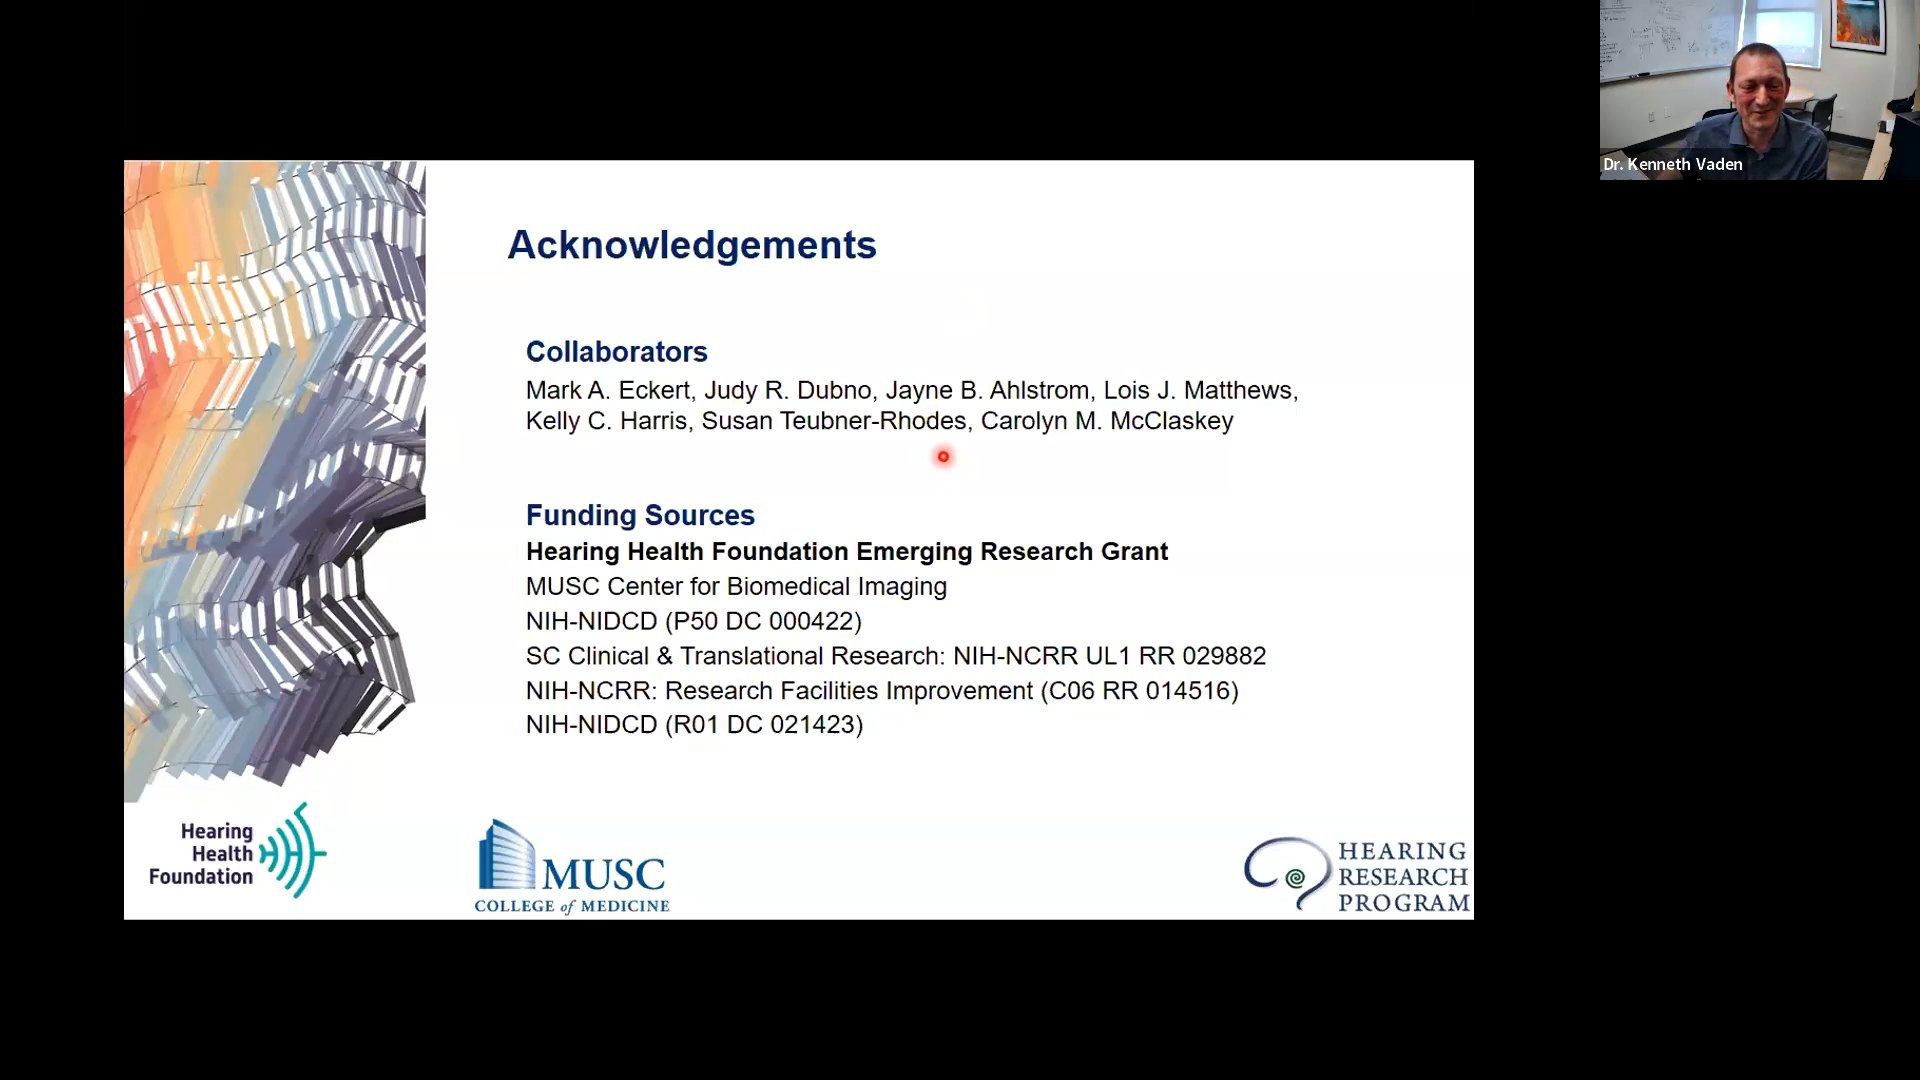 Dr. Kenneth Vaden
Acknowledgements
Collaborators
Mark A. Eckert, Judy R. Dubno, Jayne B. Ahlstrom, Lois J. Matthews,
Kelly C. Harris, Susan Teubner-Rhodes, Carolyn M. McClaskey
Funding Sources
Hearing Health Foundation Emerging Research Grant
MUSC Center for Biomedical Imaging
NIH-NIDCD (P50 DC 000422)
SC Clinical & Translational Research: NIH-NCRR UL1 RR 029882
NIH-NCRR: Research Facilities Improvement (C06 RR 014516)
NIH-NIDCD (R01 DC 021423)
Hearing
Health
Foundation
MUSC
COLLEGE of MEDICINE
HEARING
RESEARCH
PROGRAM